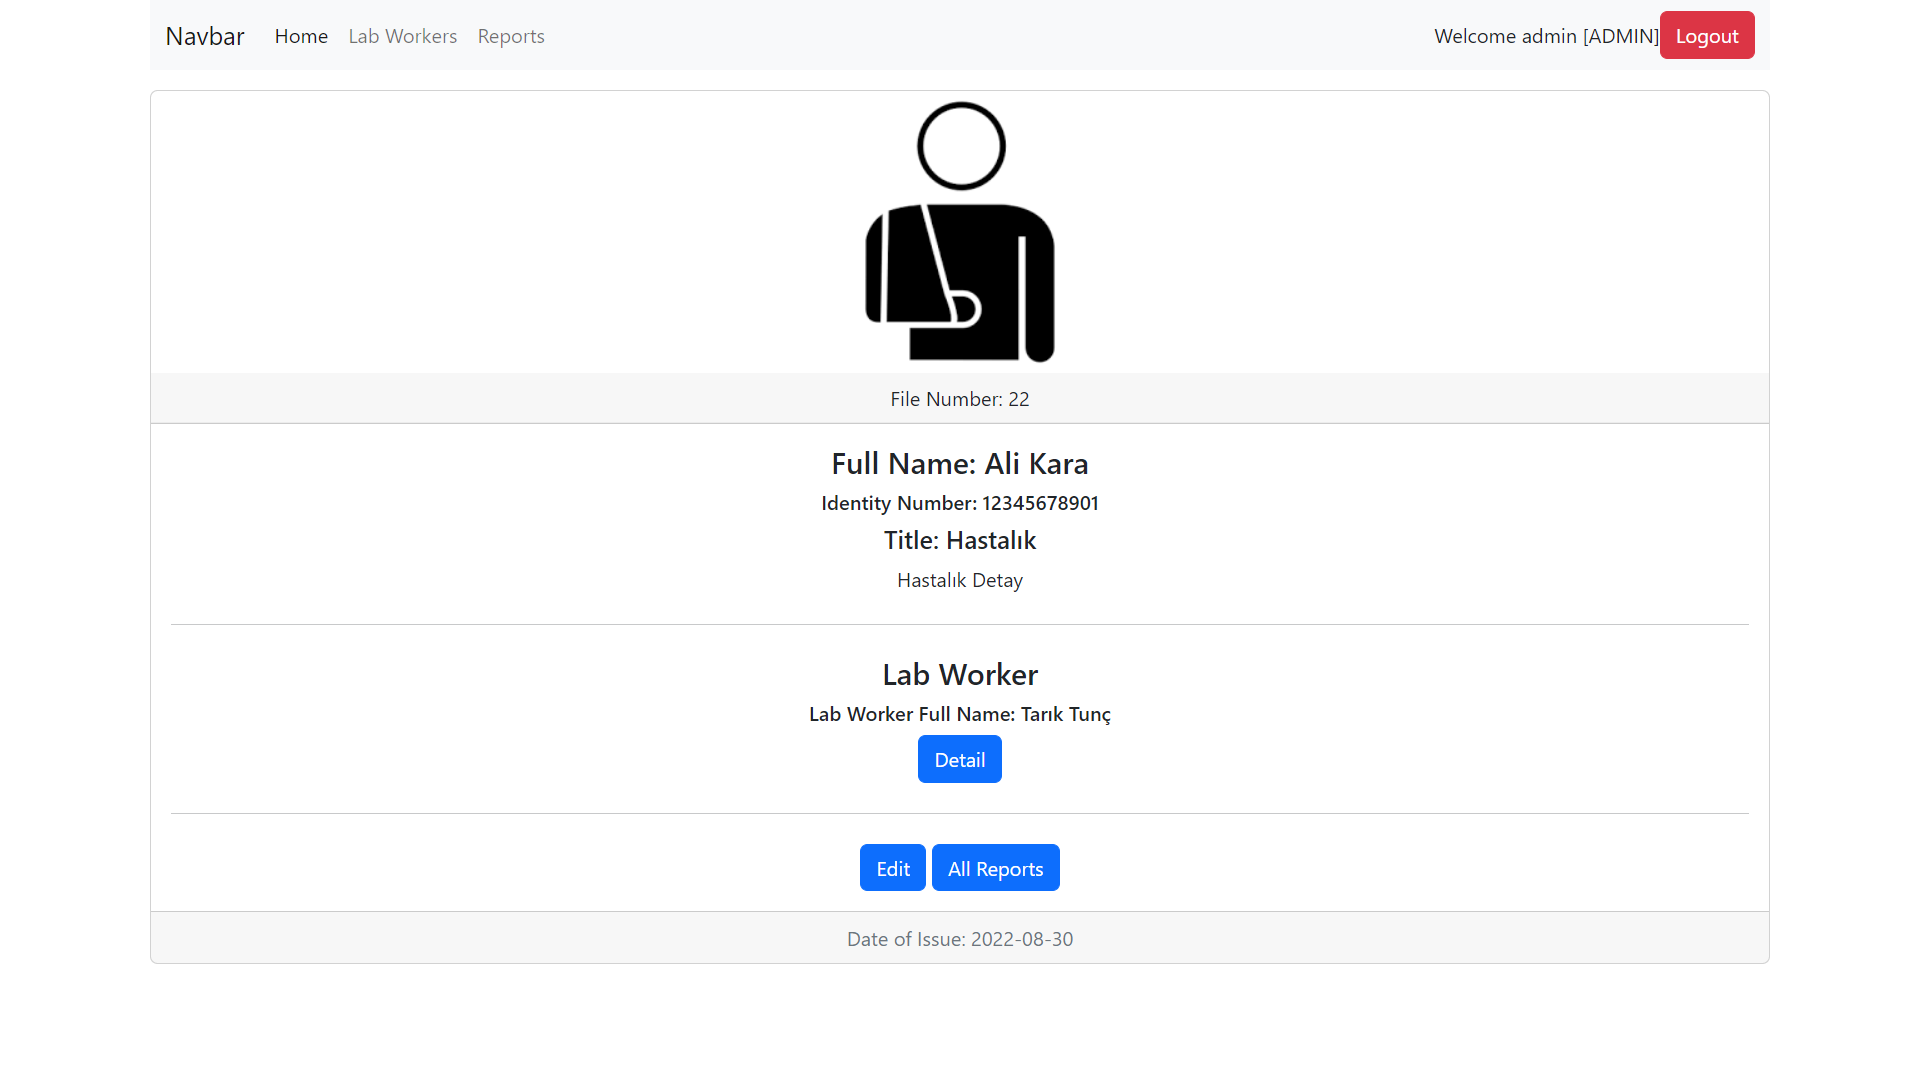 Navbar Home Lab Workers Reports Welcome admin [ADMIN] Logout
File Number: 22
Full Name: Ali Kara
Identity Number: 12345678901
Title: Hastalık
Hastalık Detay
Lab Worker
Lab Worker Full Name: Tarık Tunç
Detail
Edit All Reports
Date of Issue: 2022-08-30